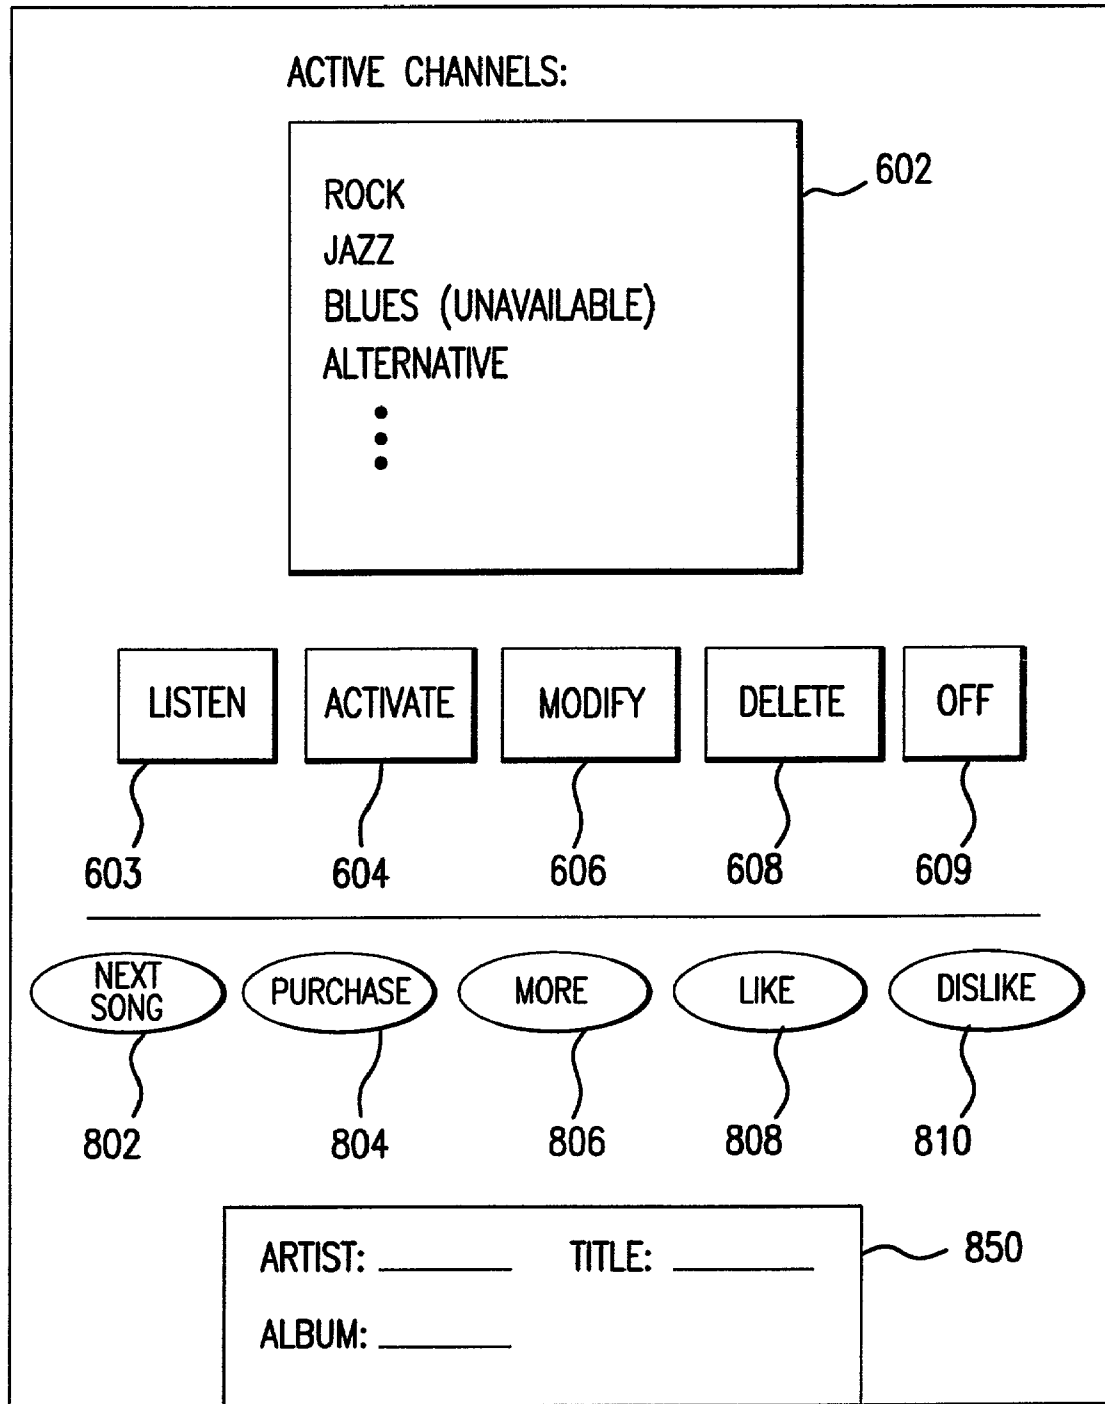 ACTIVE CHANNELS:
602
ROCK
JAZZ
BLUES (UNAVAILABLE)
ALTERNATIVE
LISTEN ACTIVATE MODIFY DELETE OFF
603 604 606 608 609
NEXT SONG PURCHASE MORE LIKE DISLIKE
802 804 806 808 810
ARTIST: TITLE: 850
ALBUM: